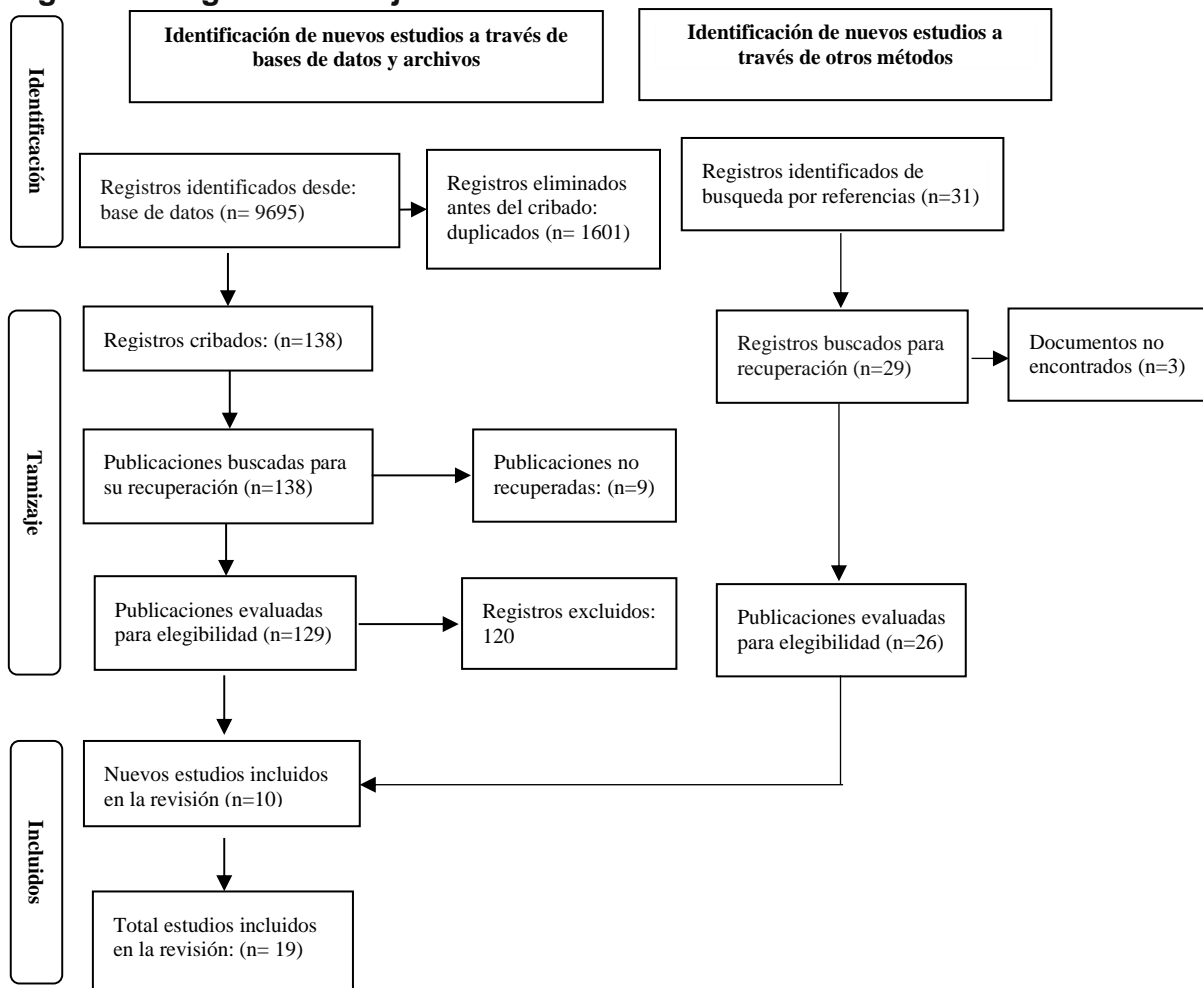 Identificación
Identificación de nuevos estudios a través de
bases de datos y archivos
Identificación de nuevos estudios a
través de otros métodos
Registros identificados desde:
base de datos (n= 9695)
Registros eliminados
antes del cribado:
duplicados (n= 1601)
Registros identificados de
busqueda por referencias (n=31)
Tamizaje
Registros cribados: (n=138)
Registros buscados para
recuperación (n=29)
Documentos no
encontrados (n=3)
Publicaciones buscadas para
su recuperación (n=138)
Publicaciones no
recuperadas: (n=9)
Publicaciones evaluadas
para elegibilidad (n=129)
Registros excluidos:
120
Publicaciones evaluadas
para elegibilidad (n=26)
Incluidos
Nuevos estudios incluidos
en la revisión (n=10)
Total estudios incluidos
en la revisión: (n= 19)